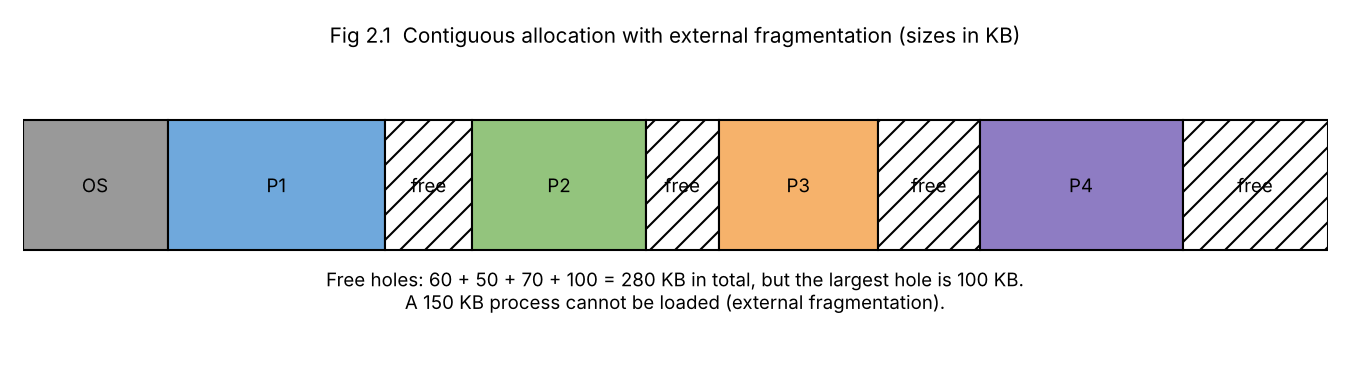 Fig 2.1 Contiguous allocation with external fragmentation (sizes in KB)
OS P1 free P2 free P3 free P4 free
Free holes: 60 + 50 + 70 + 100 = 280 KB in total, but the largest hole is 100 KB.
A 150 KB process cannot be loaded (external fragmentation).